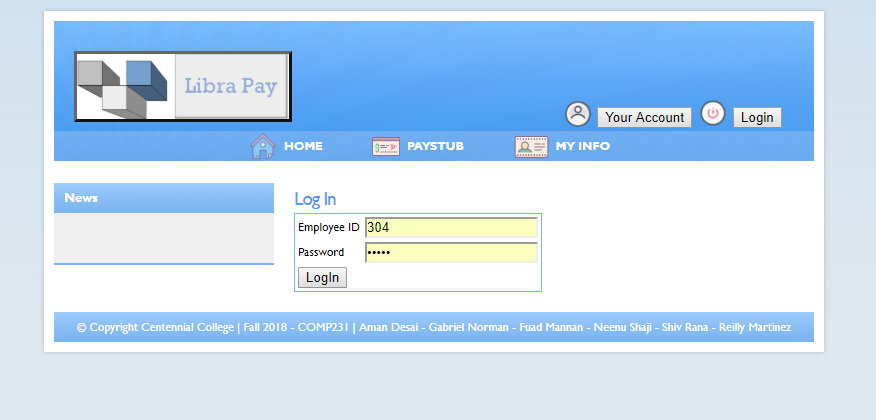 Libra Pay
Your Account
Login
HOME
PAYSTUB
MY INFO
News
Log In
Employee ID
304
Password
•••••
LogIn
© Copyright Centennial College | Fall 2018 - COMP231 | Aman Desai - Gabriel Norman - Fuad Mannan - Neenu Shaji - Shiv Rana - Reilly Martinez